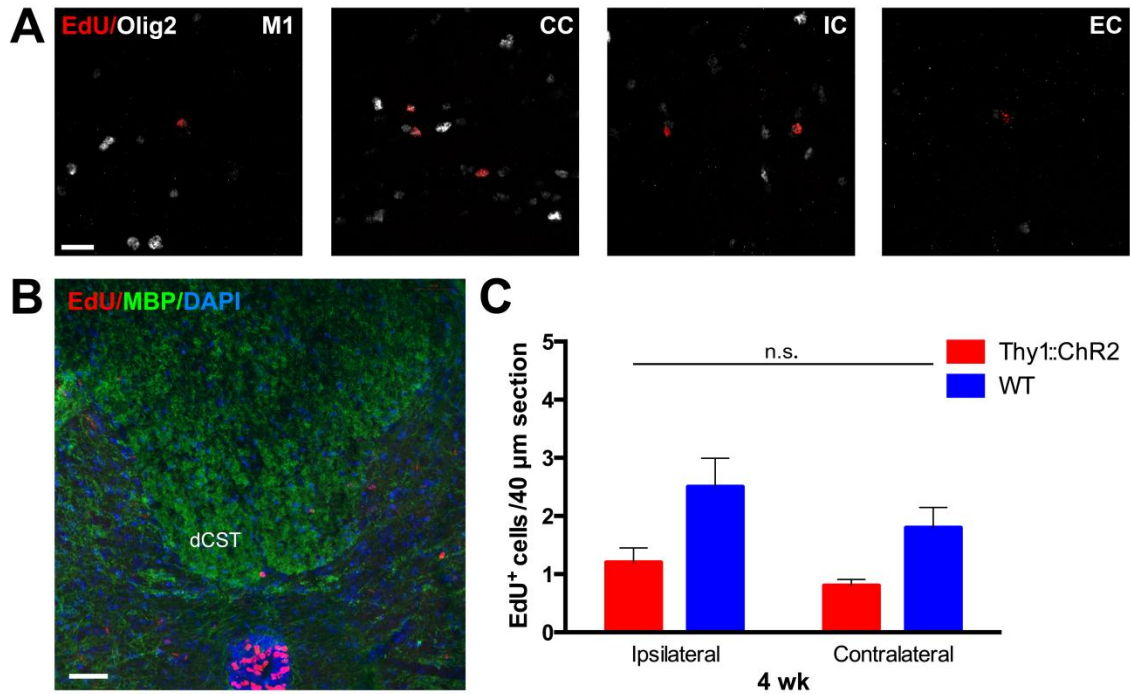 A
EdU/Olig2 M1
CC
IC
EC
B
EdU/MBP/DAPI
dCST
C
EdU⁺ cells/40 µm section
5
4
3
2
1
0
n.s.
Thy1::ChR2
WT
Ipsilateral Contralateral
4 wk